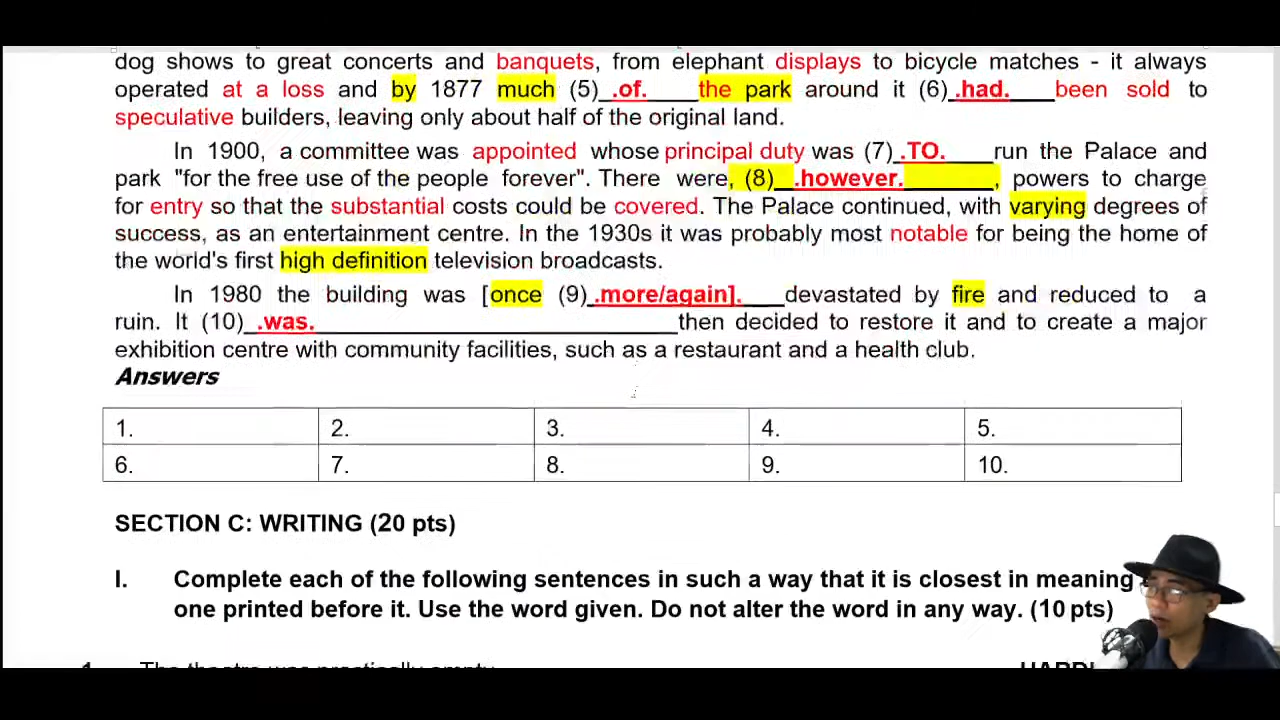 dog shows to great concerts and banquets, from elephant displays to bicycle matches - it always
operated at a loss and by 1877 much (5)_.of.____the park around it (6)_.had.____been sold to
speculative builders, leaving only about half of the original land.
In 1900, a committee was appointed whose principal duty was (7)_.TO.____run the Palace and
park "for the free use of the people forever". There were, (8)__.however.________, powers to charge
for entry so that the substantial costs could be covered. The Palace continued, with varying degrees of
success, as an entertainment centre. In the 1930s it was probably most notable for being the home of
the world's first high definition television broadcasts.
In 1980 the building was [once (9)_.more/again].____devastated by fire and reduced to a
ruin. It (10)_.was.___________________________then decided to restore it and to create a major
exhibition centre with community facilities, such as a restaurant and a health club.
Answers
1. 2. 3. 4. 5.
6. 7. 8. 9. 10.
SECTION C: WRITING (20 pts)
I. Complete each of the following sentences in such a way that it is closest in meaning
one printed before it. Use the word given. Do not alter the word in any way. (10 pts)
1. The theatre was practically empty.